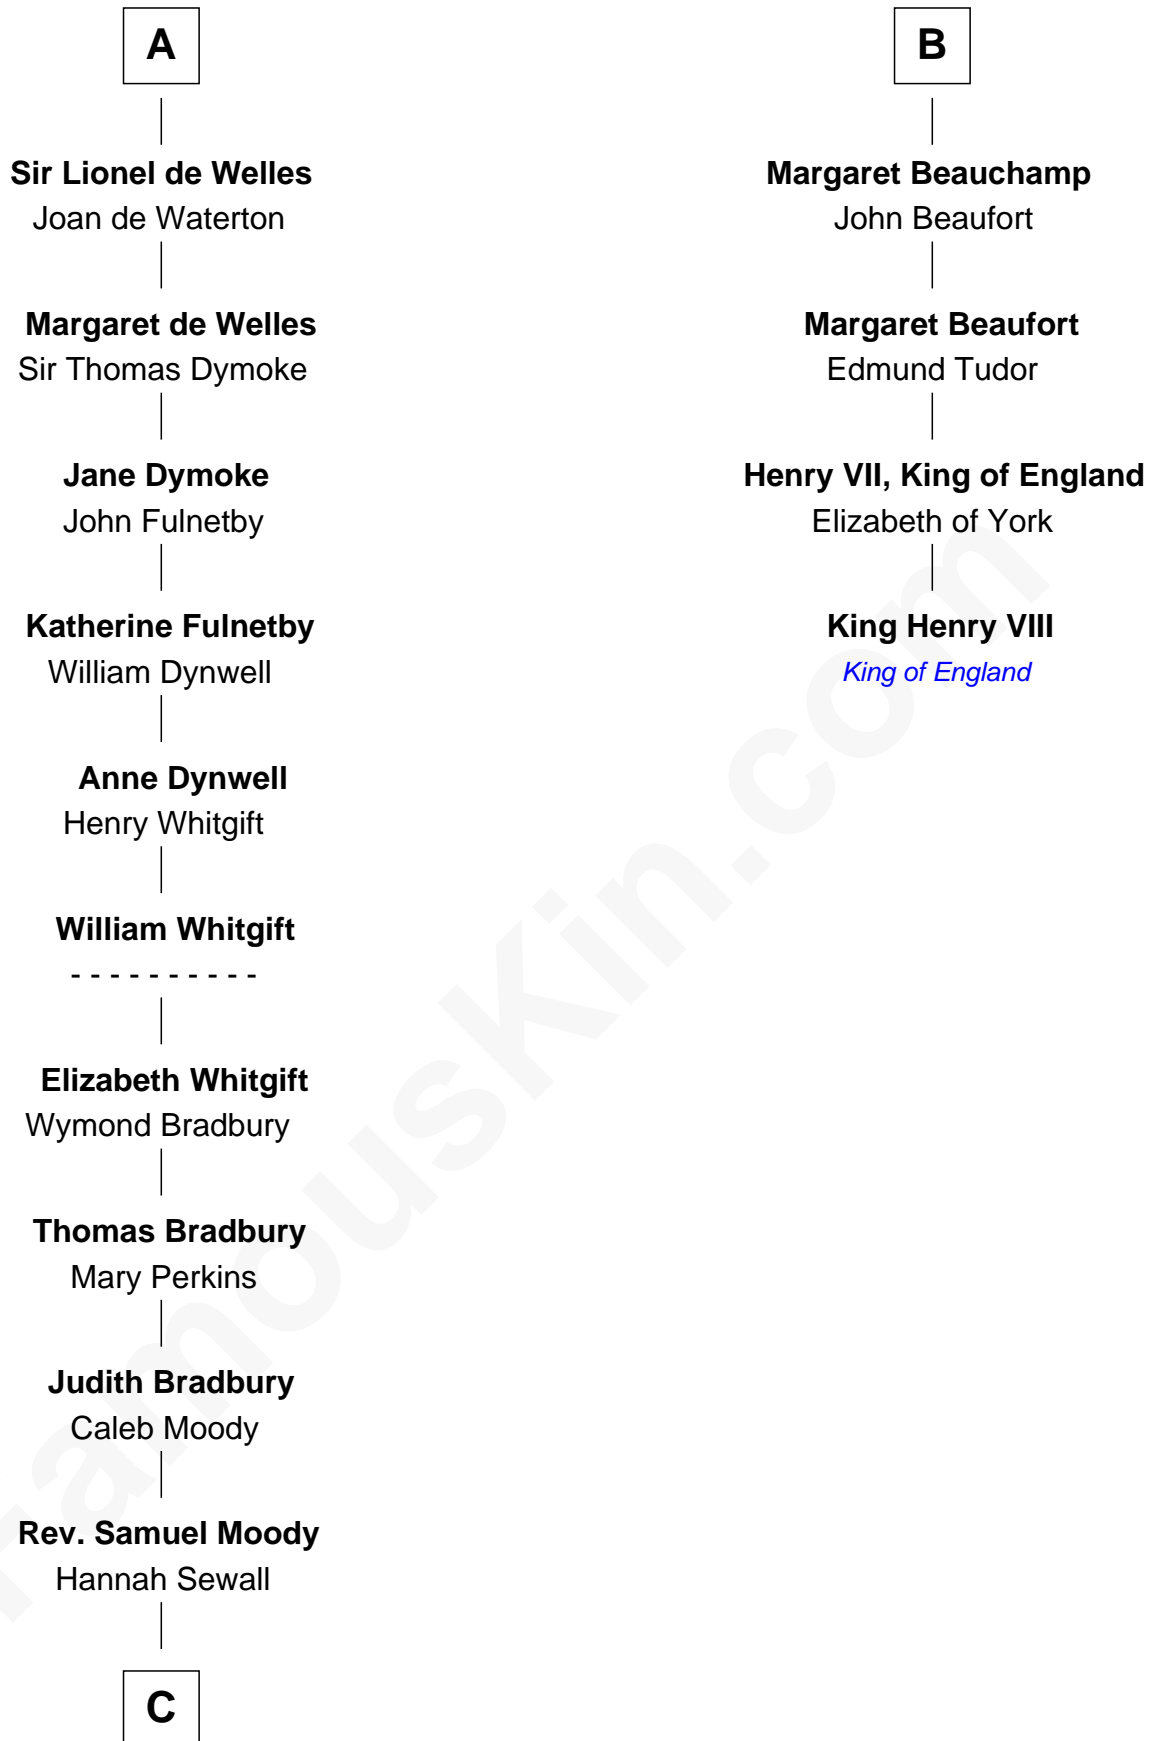 A
Sir Lionel de Welles
Joan de Waterton
Margaret de Welles
Sir Thomas Dymoke
Jane Dymoke
John Fulnetby
Katherine Fulnetby
William Dynwell
Anne Dynwell
Henry Whitgift
William Whitgift
- - - - - - - - - -
Elizabeth Whitgift
Wymond Bradbury
Thomas Bradbury
Mary Perkins
Judith Bradbury
Caleb Moody
Rev. Samuel Moody
Hannah Sewall
C
B
Margaret Beauchamp
John Beaufort
Margaret Beaufort
Edmund Tudor
Henry VII, King of England
Elizabeth of York
King Henry VIII
King of England
FamousKin.com